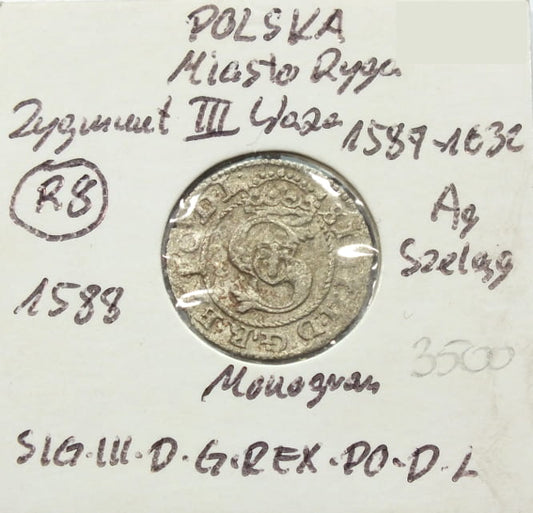 POLSKA
Miasto Ryga
Zygmunt III Waza
1587-1632
R8
Ag
Szeląg
1588
3500
Monogram
SIG·III·D·G·REX·PO·D·L